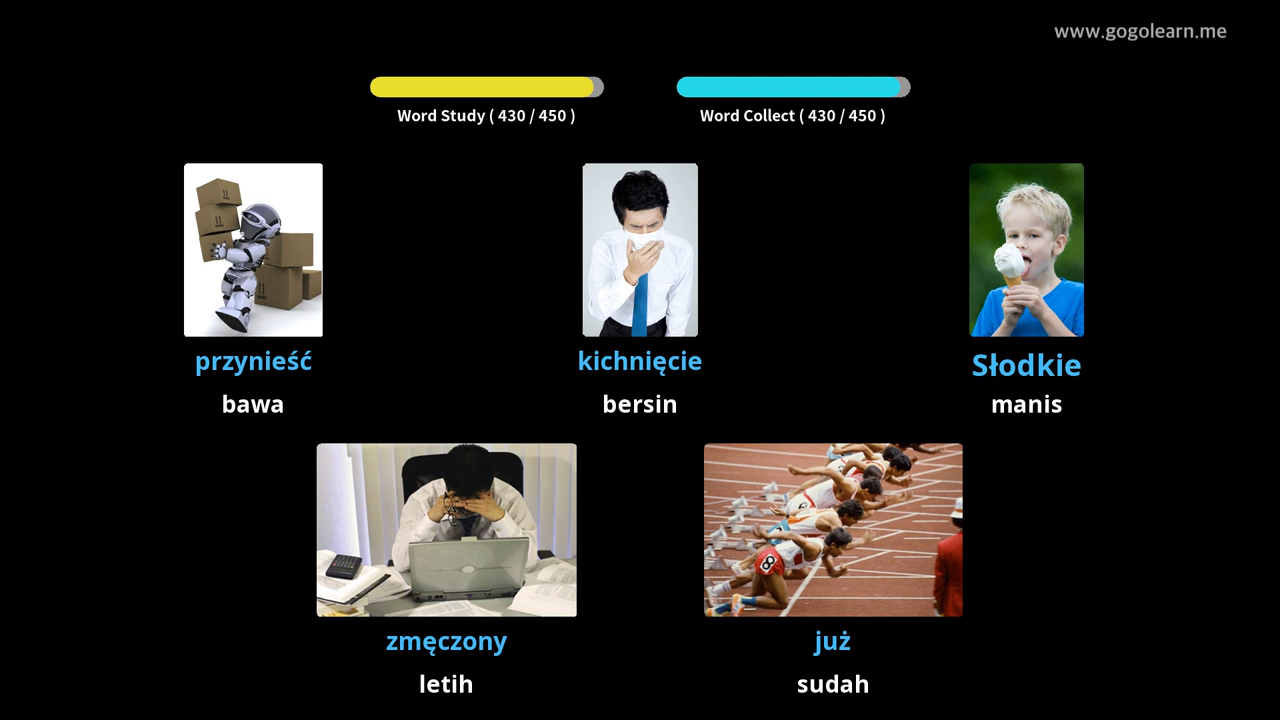 www.gogolearn.me
Word Study ( 430 / 450 )
Word Collect ( 430 / 450 )
przynieść
kichnięcie
Słodkie
bawa
bersin
manis
8
zmęczony
już
letih
sudah